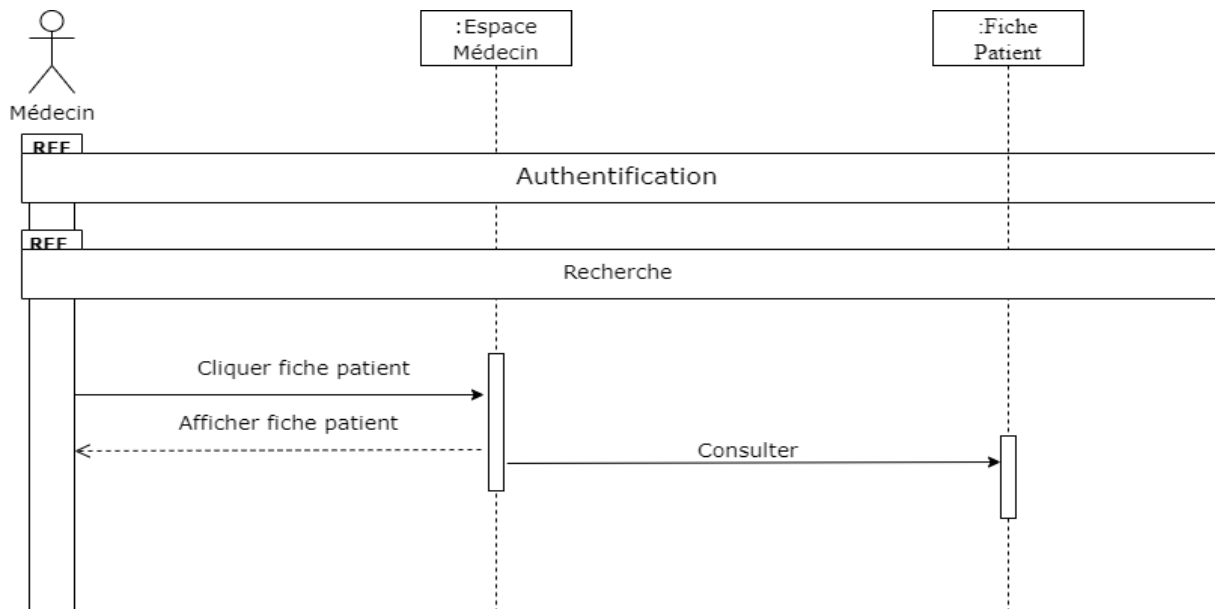 :Espace
Médecin
:Fiche
Patient
Médecin
REF
Authentification
REF
Recherche
Cliquer fiche patient
Afficher fiche patient
Consulter